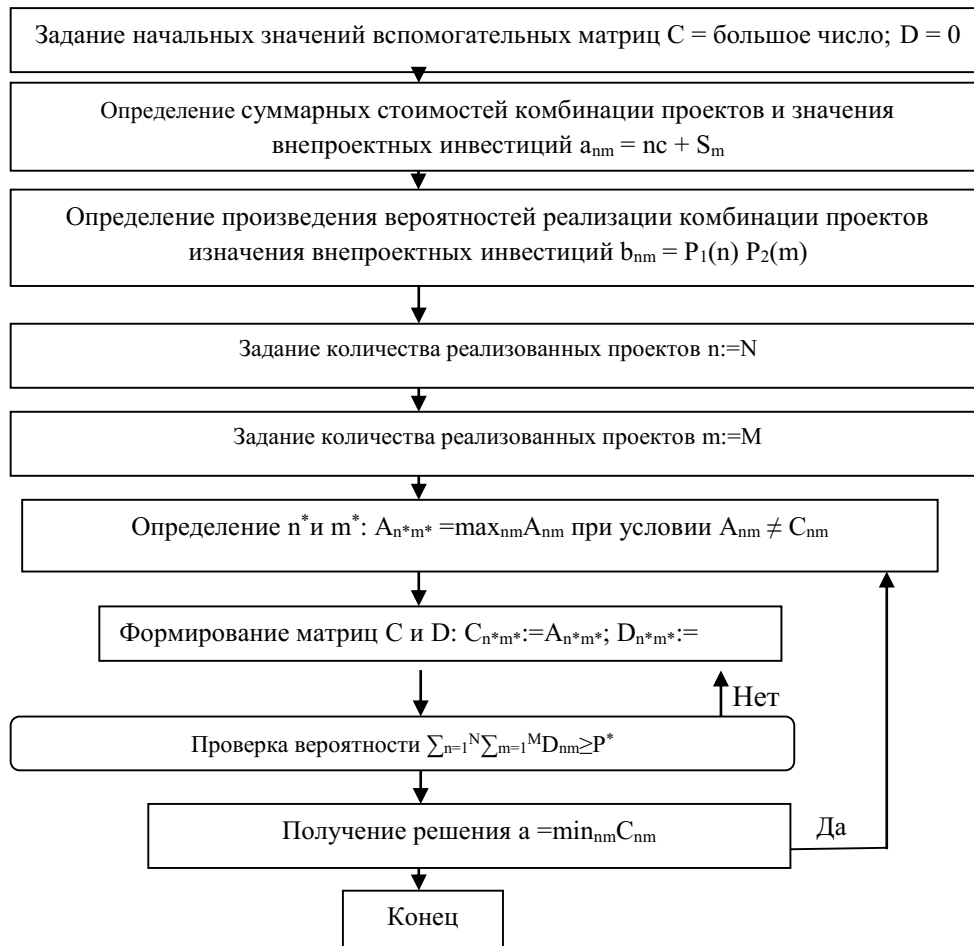 Задание начальных значений вспомогательных матриц C = большое число; D = 0
Определение суммарных стоимостей комбинации проектов и значения
внепроектных инвестиций aₙₘ = nc + Sₘ
Определение произведения вероятностей реализации комбинации проектов
изначения внепроектных инвестиций bₙₘ = P₁(n) P₂(m)
Задание количества реализованных проектов n:=N
Задание количества реализованных проектов m:=M
Определение n* и m*: Aₙ*ₘ* =maxₙₘAₙₘ при условии Aₙₘ ≠ Cₙₘ
Формирование матриц C и D: Cₙ*ₘ*:=Aₙ*ₘ*; Dₙ*ₘ*:=
Нет
Проверка вероятности ∑ₙ₌₁ᴺ∑ₘ₌₁ᴹDₙₘ≥P*
Получение решения a =minₙₘCₙₘ
Да
Конец